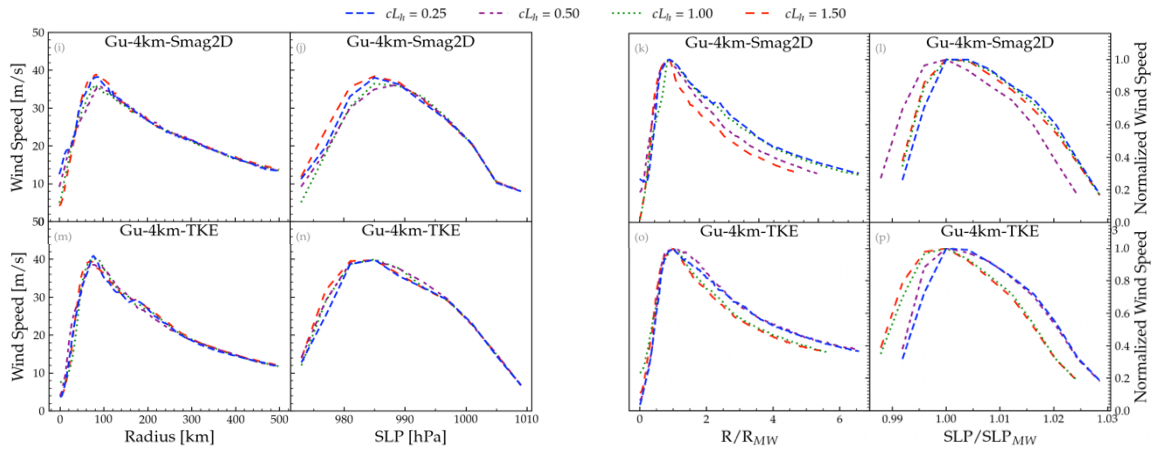 cLₕ = 0.25 cLₕ = 0.50 cLₕ = 1.00 cLₕ = 1.50
(i) Gu-4km-Smag2D
(j) Gu-4km-Smag2D
(k) Gu-4km-Smag2D
(l) Gu-4km-Smag2D
50
40
30
20
10
0
Wind Speed [m/s]
1.0
0.8
0.6
0.4
0.2
0.0
Normalized Wind Speed
(m) Gu-4km-TKE
(n) Gu-4km-TKE
(o) Gu-4km-TKE
(p) Gu-4km-TKE
50
40
30
20
10
0
Wind Speed [m/s]
1.0
0.8
0.6
0.4
0.2
0.0
Normalized Wind Speed
0 100 200 300 400 500
980 990 1000 1010
0 2 4 6
0.99 1.00 1.01 1.02 1.03
Radius [km]
SLP [hPa]
R/R_MW
SLP/SLP_MW